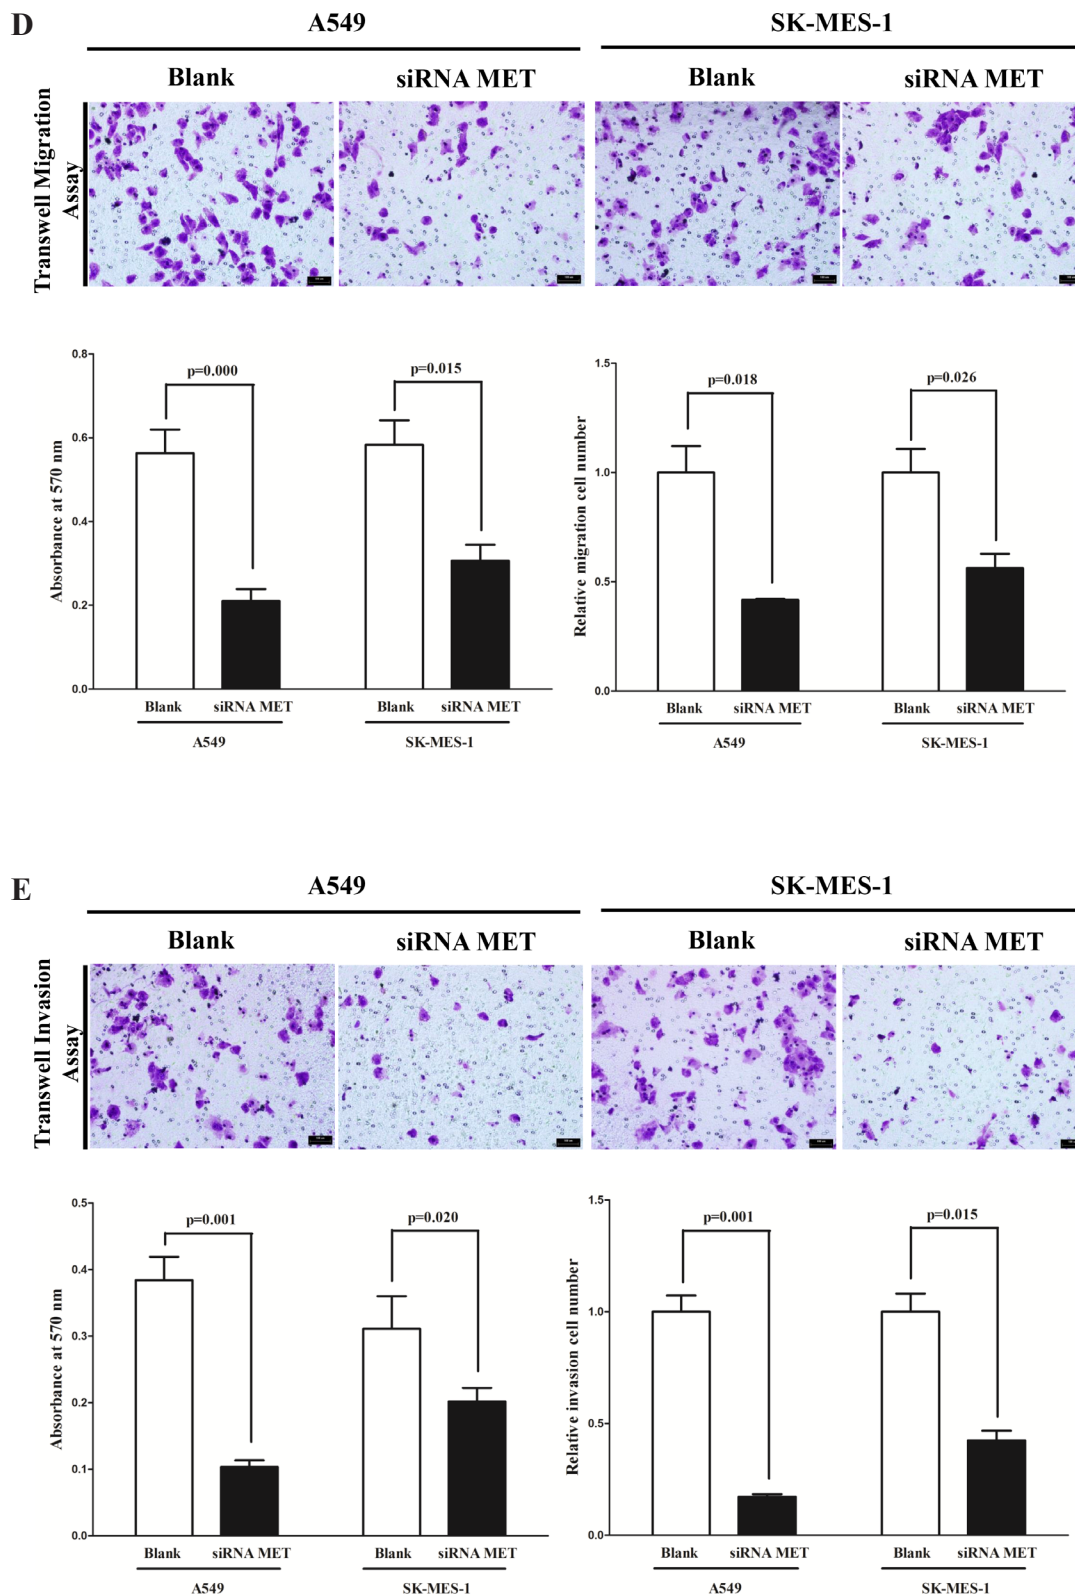 D
A549 SK-MES-1
Blank siRNA MET Blank siRNA MET
Transwell Migration
Assay
0.8
0.6
0.4
0.2
0.0
Absorbance at 570 nm
p=0.000
p=0.015
Blank siRNA MET Blank siRNA MET
A549 SK-MES-1
1.5
1.0
0.5
0.0
Relative migration cell number
p=0.018
p=0.026
Blank siRNA MET Blank siRNA MET
A549 SK-MES-1
E
A549 SK-MES-1
Blank siRNA MET Blank siRNA MET
Transwell Invasion
Assay
0.5
0.4
0.3
0.2
0.1
0.0
Absorbance at 570 nm
p=0.001
p=0.020
Blank siRNA MET Blank siRNA MET
A549 SK-MES-1
1.5
1.0
0.5
0.0
Relative invasion cell number
p=0.001
p=0.015
Blank siRNA MET Blank siRNA MET
A549 SK-MES-1